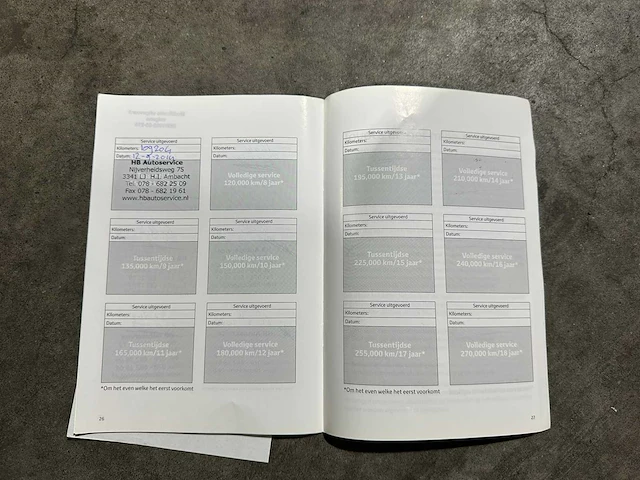 Service uitgevoerd
Kilometers: 109204
Datum:
HB Autoservice
Nijverheidsweg 75
3341 LJ H.I. Ambacht
Tel. 078 - 682 25 09
Fax 078 - 682 19 61
www.hbautoservice.nl
Service uitgevoerd
Kilometers:
Datum:
Volledige service
120.000 km/8 jaar*
Service uitgevoerd
Kilometers:
Datum:
Tussentijdse
135.000 km/9 jaar*
Service uitgevoerd
Kilometers:
Datum:
Volledige service
150.000 km/10 jaar*
Service uitgevoerd
Kilometers:
Datum:
Tussentijdse
165.000 km/11 jaar*
Service uitgevoerd
Kilometers:
Datum:
Volledige service
180.000 km/12 jaar*
*Om het even welke het eerst voorkomt
26
Service uitgevoerd
Kilometers:
Datum:
Tussentijdse
195.000 km/13 jaar*
Service uitgevoerd
Kilometers:
Datum:
Volledige service
210.000 km/14 jaar*
Service uitgevoerd
Kilometers:
Datum:
Tussentijdse
225.000 km/15 jaar*
Service uitgevoerd
Kilometers:
Datum:
Volledige service
240.000 km/16 jaar*
Service uitgevoerd
Kilometers:
Datum:
Tussentijdse
255.000 km/17 jaar*
Service uitgevoerd
Kilometers:
Datum:
Volledige service
270.000 km/18 jaar*
*Om het even welke het eerst voorkomt
27